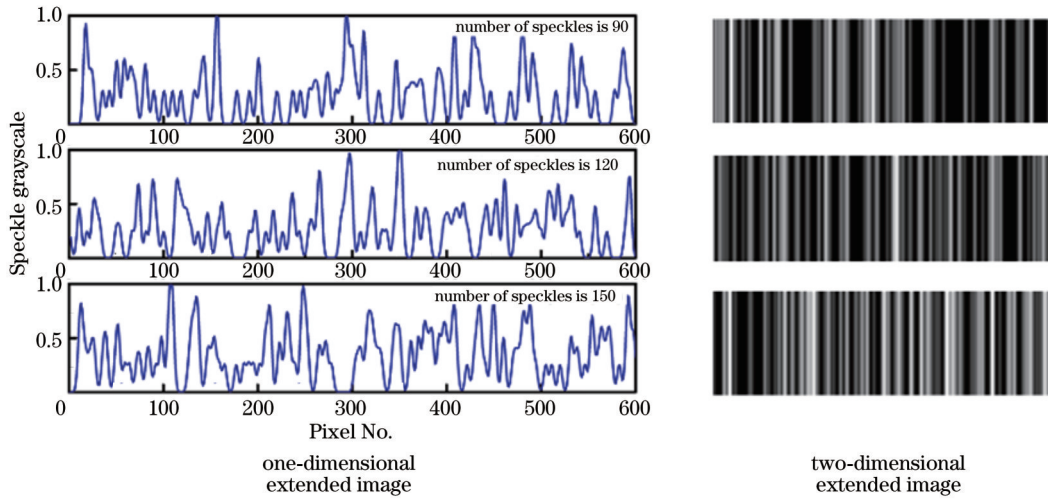 Speckle grayscale
1.0
number of speckles is 90
0.5
0 100 200 300 400 500 600
1.0
number of speckles is 120
0.5
0 100 200 300 400 500 600
1.0
number of speckles is 150
0.5
0 100 200 300 400 500 600
Pixel No.
one-dimensional
extended image
two-dimensional
extended image